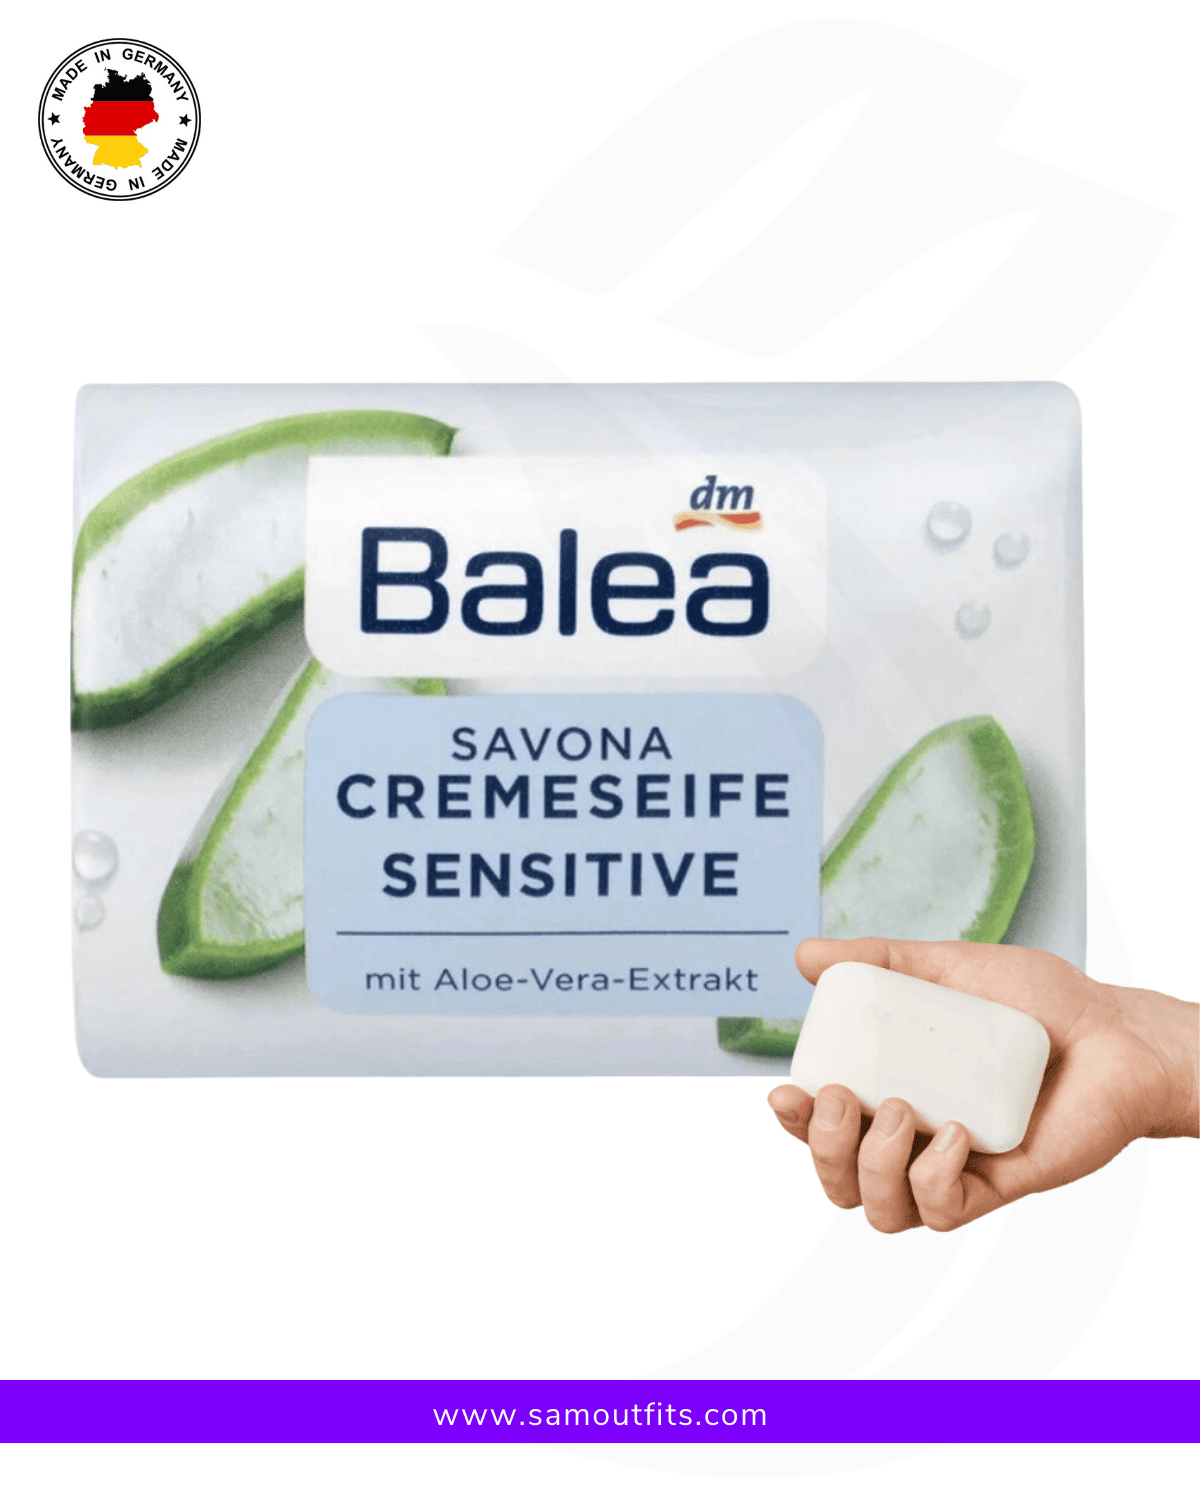 MADE IN GERMANY
MADE IN GERMANY
dm
Balea
SAVONA
CREMESEIFE
SENSITIVE
mit Aloe-Vera-Extrakt
www.samoutfits.com